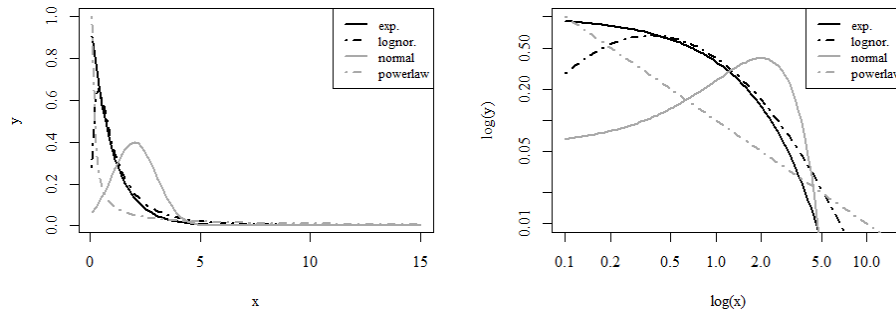 1.0
0.8
0.6
0.4
0.2
0.0
y
0 5 10 15
x
exp.
lognor.
normal
powerlaw
0.50
0.20
0.05
0.01
log(y)
0.1 0.2 0.5 1.0 2.0 5.0 10.0
log(x)
exp.
lognor.
normal
powerlaw